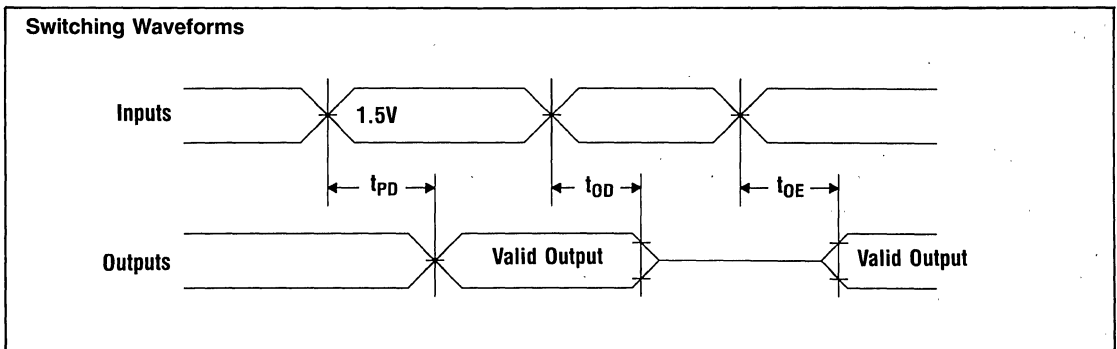 Switching Waveforms
Inputs
1.5V
tPD
tOD
tOE
Outputs
Valid Output
Valid Output